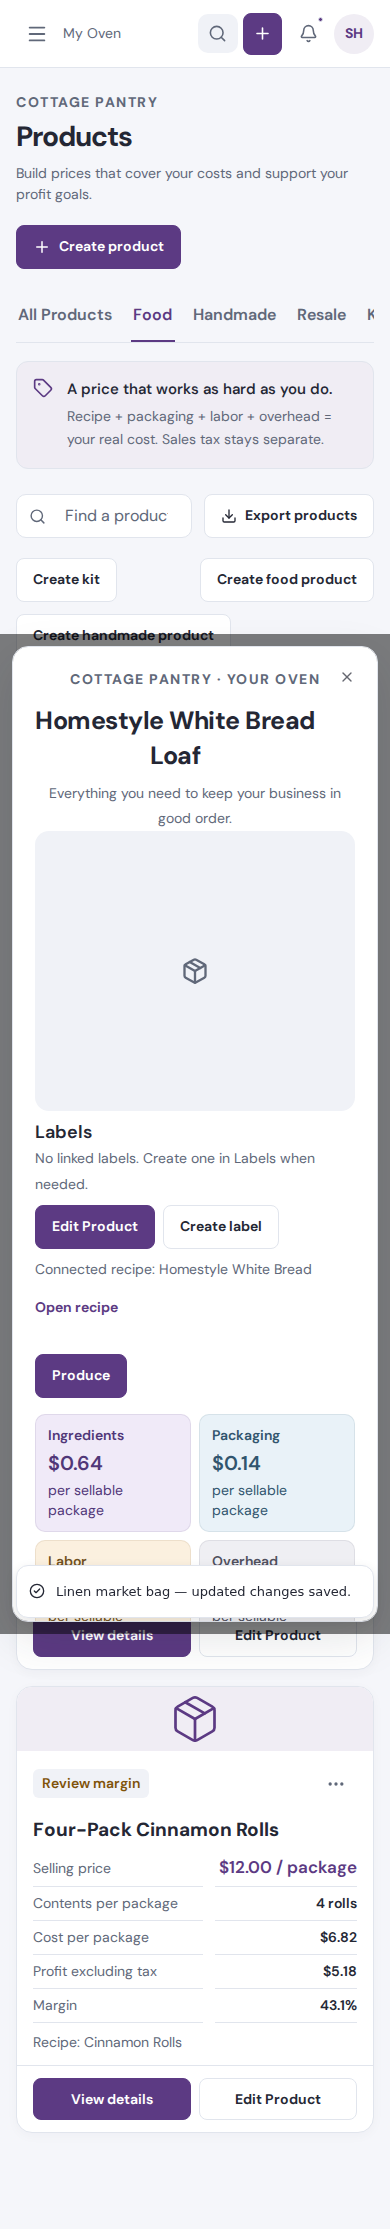 My Oven
SH
COTTAGE PANTRY
Products
Build prices that cover your costs and support your
profit goals.
Create product
All Products Food Handmade Resale K
A price that works as hard as you do.
Recipe + packaging + labor + overhead =
your real cost. Sales tax stays separate.
Find a produc
Export products
Create kit
Create food product
Create handmade product
COTTAGE PANTRY · YOUR OVEN
Homestyle White Bread
Loaf
Everything you need to keep your business in
good order.
Labels
No linked labels. Create one in Labels when
needed.
Edit Product
Create label
Connected recipe: Homestyle White Bread
Open recipe
Produce
Ingredients
$0.64
per sellable
package
Packaging
$0.14
per sellable
package
Labor
Overhead
Linen market bag — updated changes saved.
per sellable
per sellable
View details
Edit Product
Review margin
Four-Pack Cinnamon Rolls
Selling price $12.00 / package
Contents per package 4 rolls
Cost per package $6.82
Profit excluding tax $5.18
Margin 43.1%
Recipe: Cinnamon Rolls
View details
Edit Product